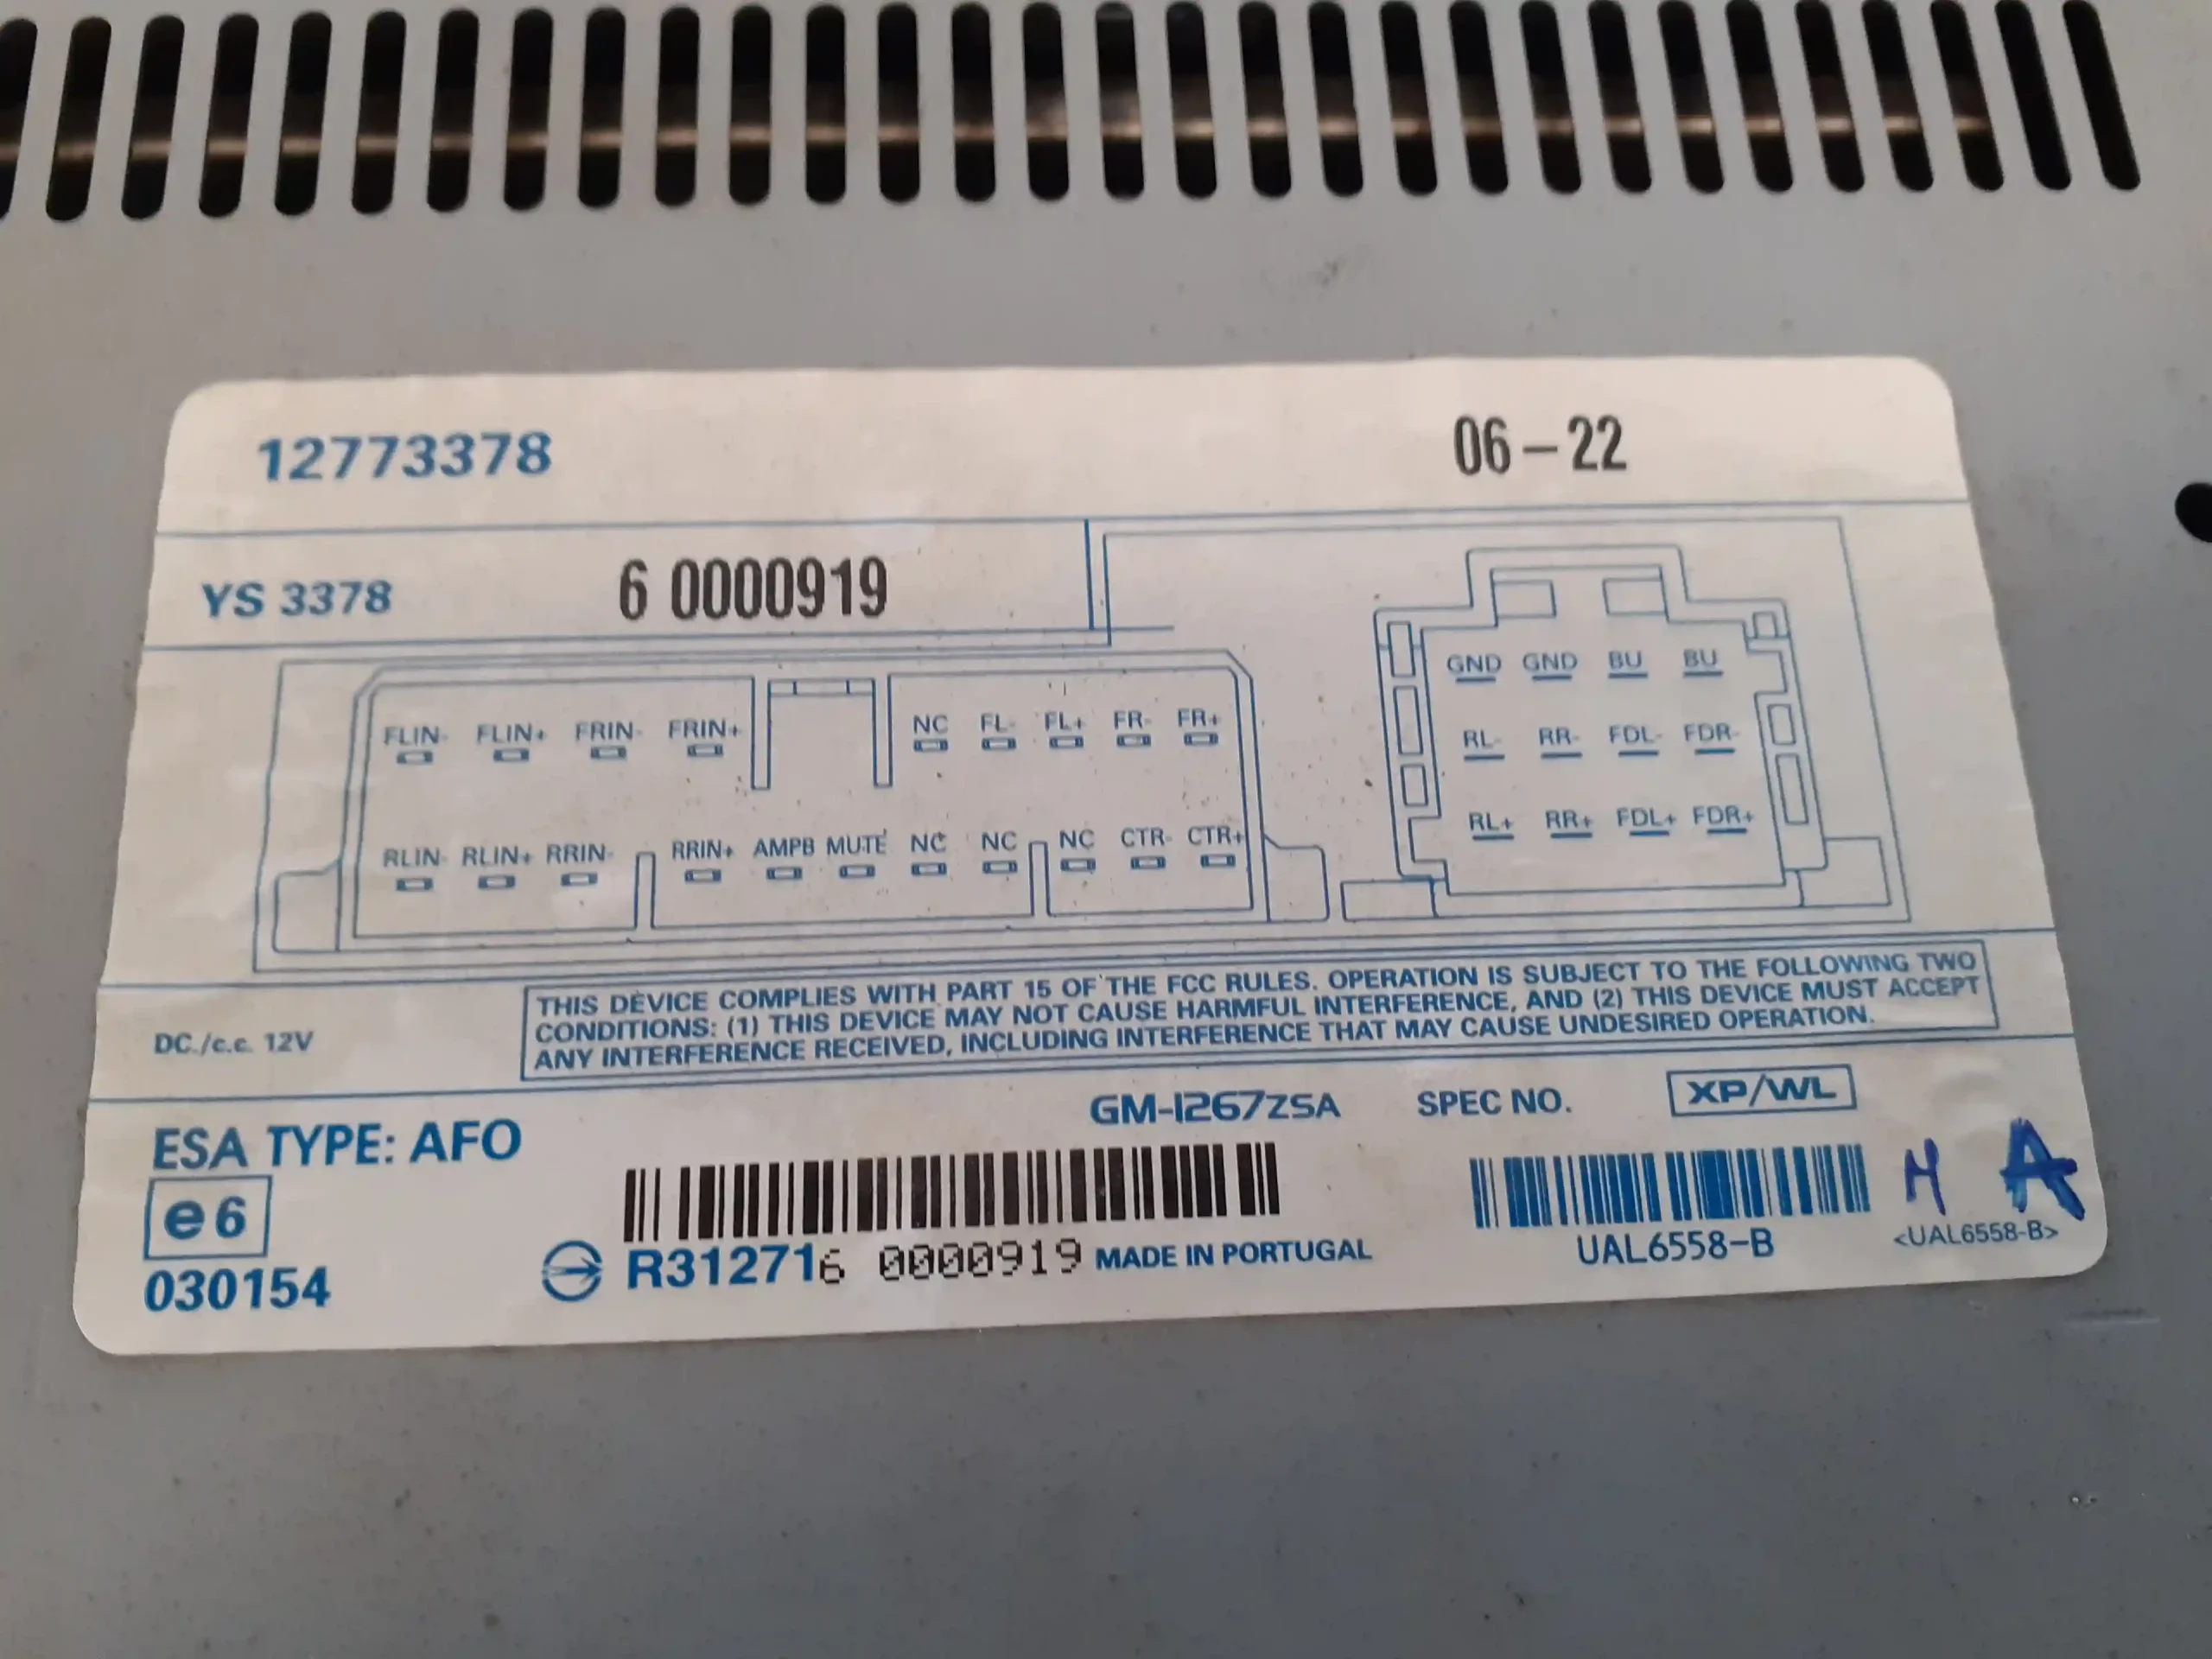 12773378
06-22
YS 3378
6 0000919
GND GND BU BU
RL- RR- FDL- FDR-
RL+ RR+ FDL+ FDR+
FLIN- FLIN+ FRIN- FRIN+ NC FL- FL+ FR- FR+
RLIN- RLIN+ RRIN- RRIN+ AMPB MUTE NC NC NC CTR- CTR+
DC./c.c. 12V
THIS DEVICE COMPLIES WITH PART 15 OF THE FCC RULES. OPERATION IS SUBJECT TO THE FOLLOWING TWO
CONDITIONS: (1) THIS DEVICE MAY NOT CAUSE HARMFUL INTERFERENCE, AND (2) THIS DEVICE MUST ACCEPT
ANY INTERFERENCE RECEIVED, INCLUDING INTERFERENCE THAT MAY CAUSE UNDESIRED OPERATION.
GM-1267ZSA
SPEC NO.
XP/WL
ESA TYPE: AFO
e6
030154
R312716 0000919 MADE IN PORTUGAL
UAL6558-B
A
<UAL6558-B>